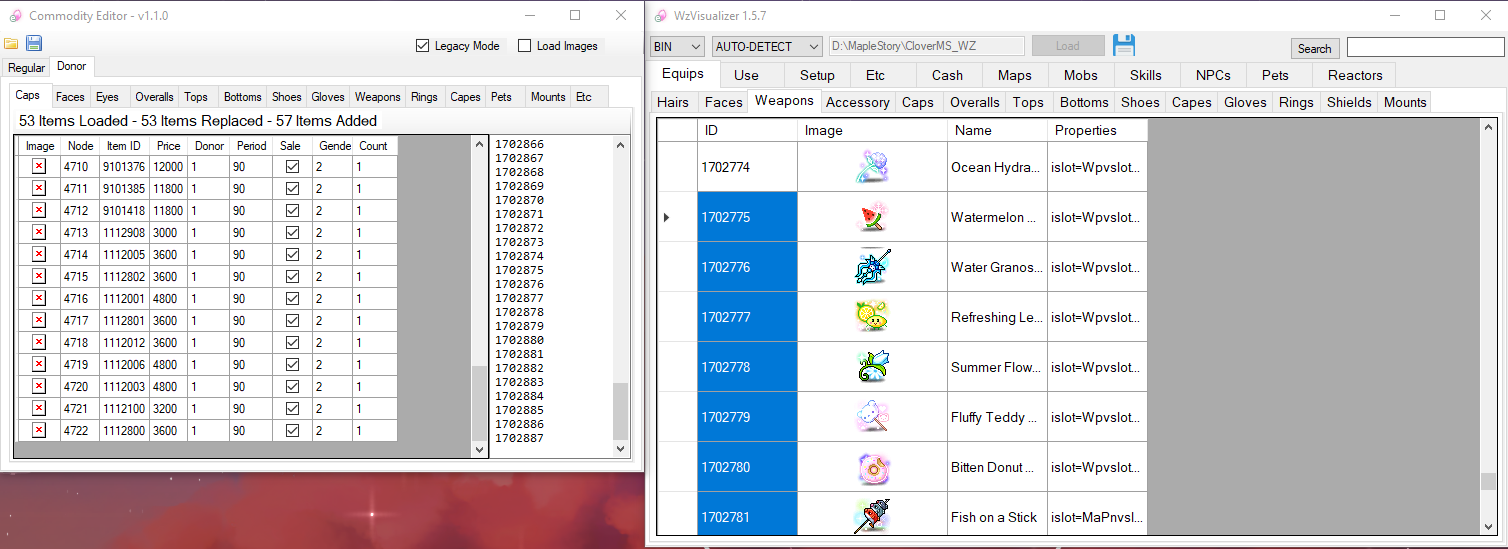 Commodity Editor - v1.1.0
Legacy Mode
Load Images
Regular Donor
Caps Faces Eyes Overalls Tops Bottoms Shoes Gloves Weapons Rings Capes Pets Mounts Etc
53 Items Loaded - 53 Items Replaced - 57 Items Added
Image Node Item ID Price Donor Period Sale Gende Count
4710 9101376 12000 1 90 2 1
4711 9101385 11800 1 90 2 1
4712 9101418 11800 1 90 2 1
4713 1112908 3000 1 90 2 1
4714 1112005 3600 1 90 2 1
4715 1112802 3600 1 90 2 1
4716 1112001 4800 1 90 2 1
4717 1112801 3600 1 90 2 1
4718 1112012 3600 1 90 2 1
4719 1112006 4800 1 90 2 1
4720 1112003 4800 1 90 2 1
4721 1112100 3200 1 90 2 1
4722 1112800 3600 1 90 2 1
1702866
1702867
1702868
1702869
1702870
1702871
1702872
1702873
1702874
1702875
1702876
1702877
1702878
1702879
1702880
1702881
1702882
1702883
1702884
1702885
1702886
1702887
WzVisualizer 1.5.7
BIN AUTO-DETECT D:\MapleStory\CloverMS_WZ Load Search
Equips Use Setup Etc Cash Maps Mobs Skills NPCs Pets Reactors
Hairs Faces Weapons Accessory Caps Overalls Tops Bottoms Shoes Capes Gloves Rings Shields Mounts
ID Image Name Properties
1702774 Ocean Hydra... islot=Wpvslot...
1702775 Watermelon ... islot=Wpvslot...
1702776 Water Granos... islot=Wpvslot...
1702777 Refreshing Le... islot=Wpvslot...
1702778 Summer Flow... islot=Wpvslot...
1702779 Fluffy Teddy ... islot=Wpvslot...
1702780 Bitten Donut ... islot=Wpvslot...
1702781 Fish on a Stick islot=MaPnvsl...